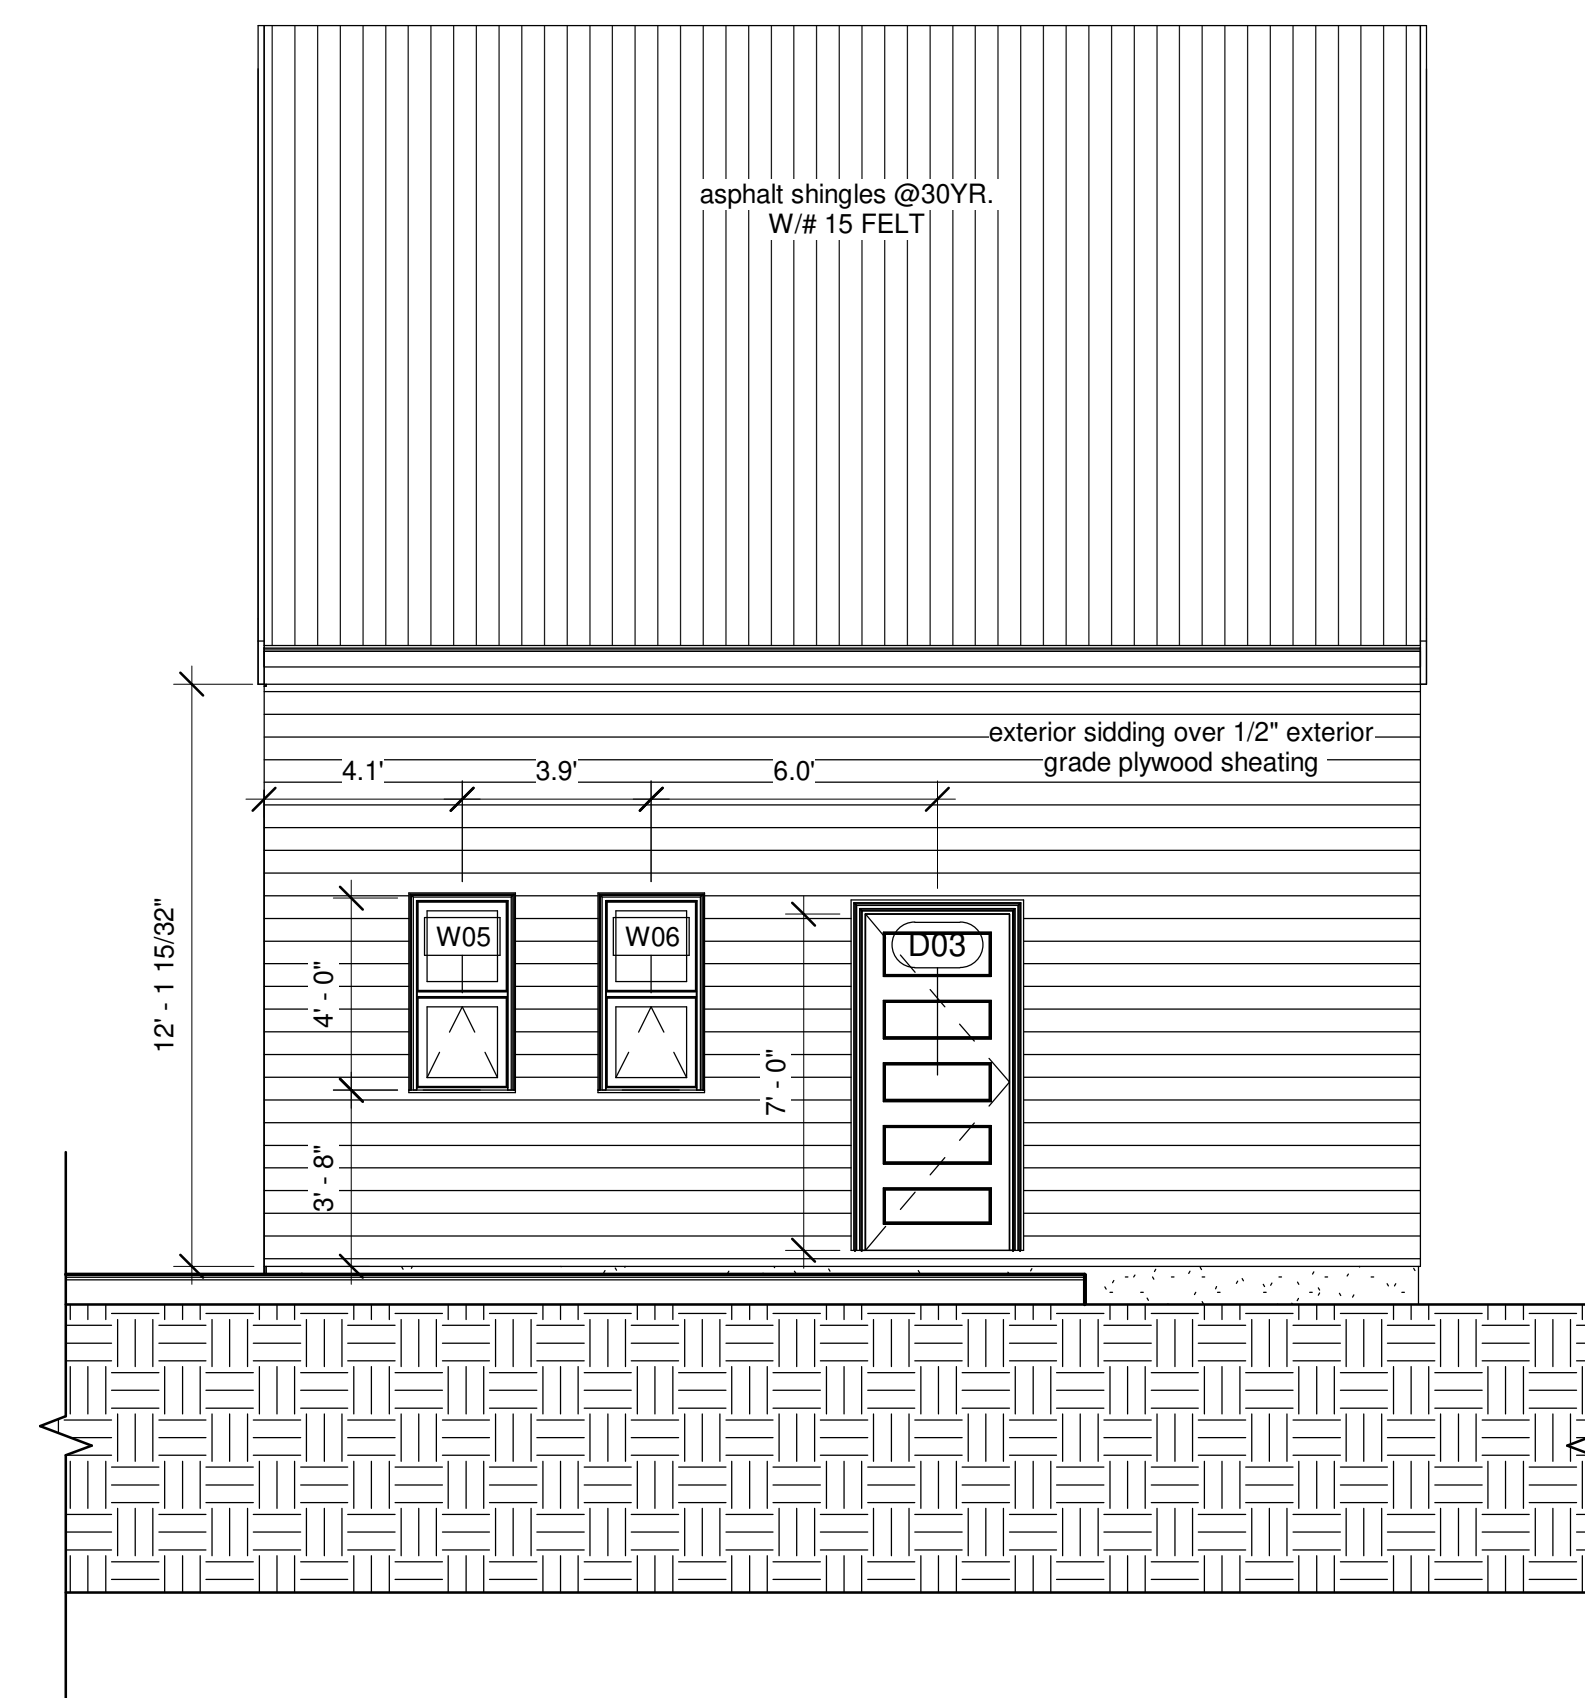 asphalt shingles @30YR.
W/# 15 FELT
exterior sidding over 1/2" exterior
grade plywood sheating
4.1'
3.9'
6.0'
12' - 1 15/32"
4' - 0"
3' - 8"
7' - 0"
W05
W06
D03